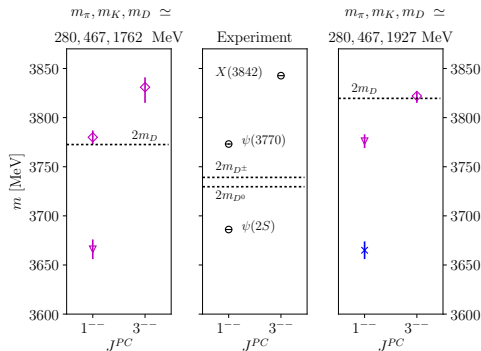 m_π, m_K, m_D ≃
280, 467, 1762 MeV
Experiment
m_π, m_K, m_D ≃
280, 467, 1927 MeV
m [MeV]
3850
3800
3750
3700
3650
3600
2m_D
1^{--}
3^{--}
J^{PC}
X(3842)
ψ(3770)
2m_{D^±}
2m_{D^0}
ψ(2S)
1^{--}
3^{--}
J^{PC}
2m_D
1^{--}
3^{--}
J^{PC}
3850
3800
3750
3700
3650
3600